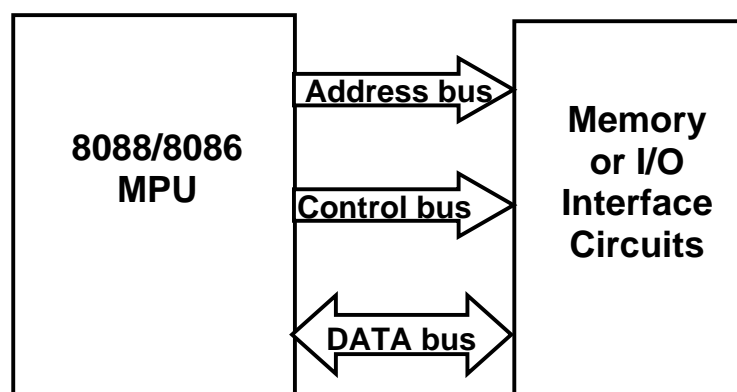 8088/8086
MPU
Address bus
Control bus
DATA bus
Memory
or I/O
Interface
Circuits